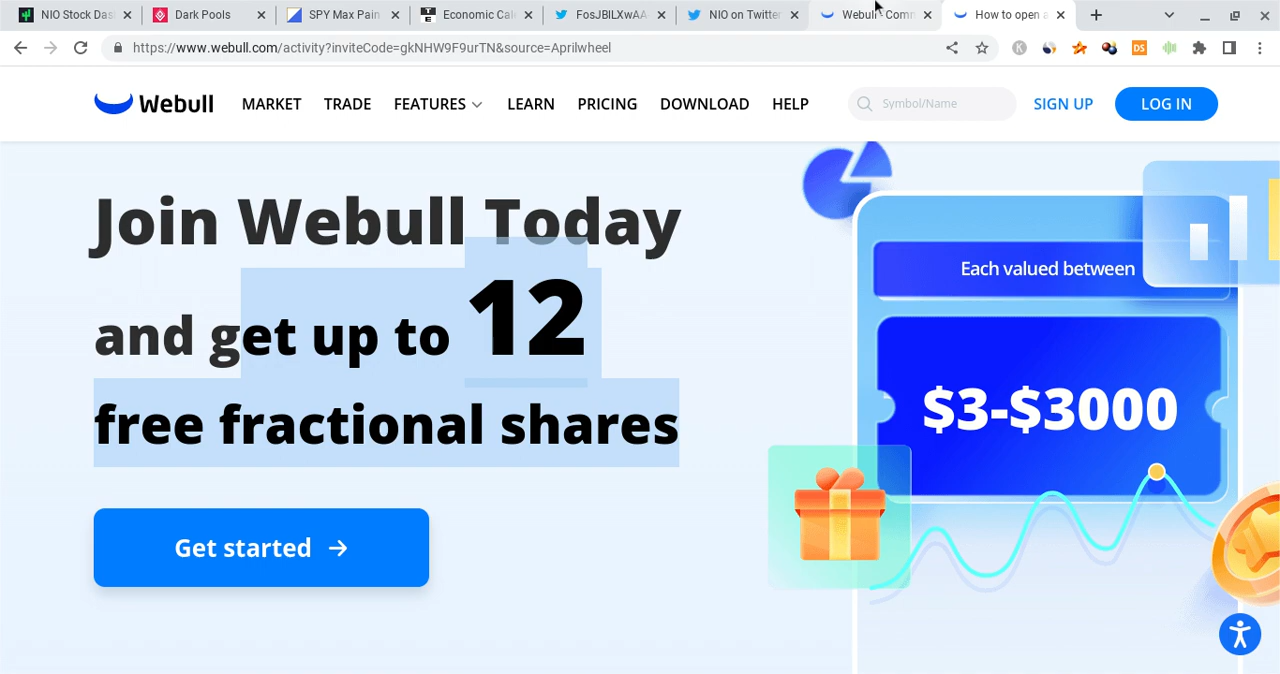 NIO Stock Das
Dark Pools
SPY Max Pain
Economic Cale
FosJBILXwAA
NIO on Twitter
Webull - Comm
How to open a
https://www.webull.com/activity?inviteCode=gkNHW9F9urTN&source=Aprilwheel
Webull
MARKET
TRADE
FEATURES
LEARN
PRICING
DOWNLOAD
HELP
Symbol/Name
SIGN UP
LOG IN
Join Webull Today
and get up to 12
free fractional shares
Get started →
Each valued between
$3-$3000